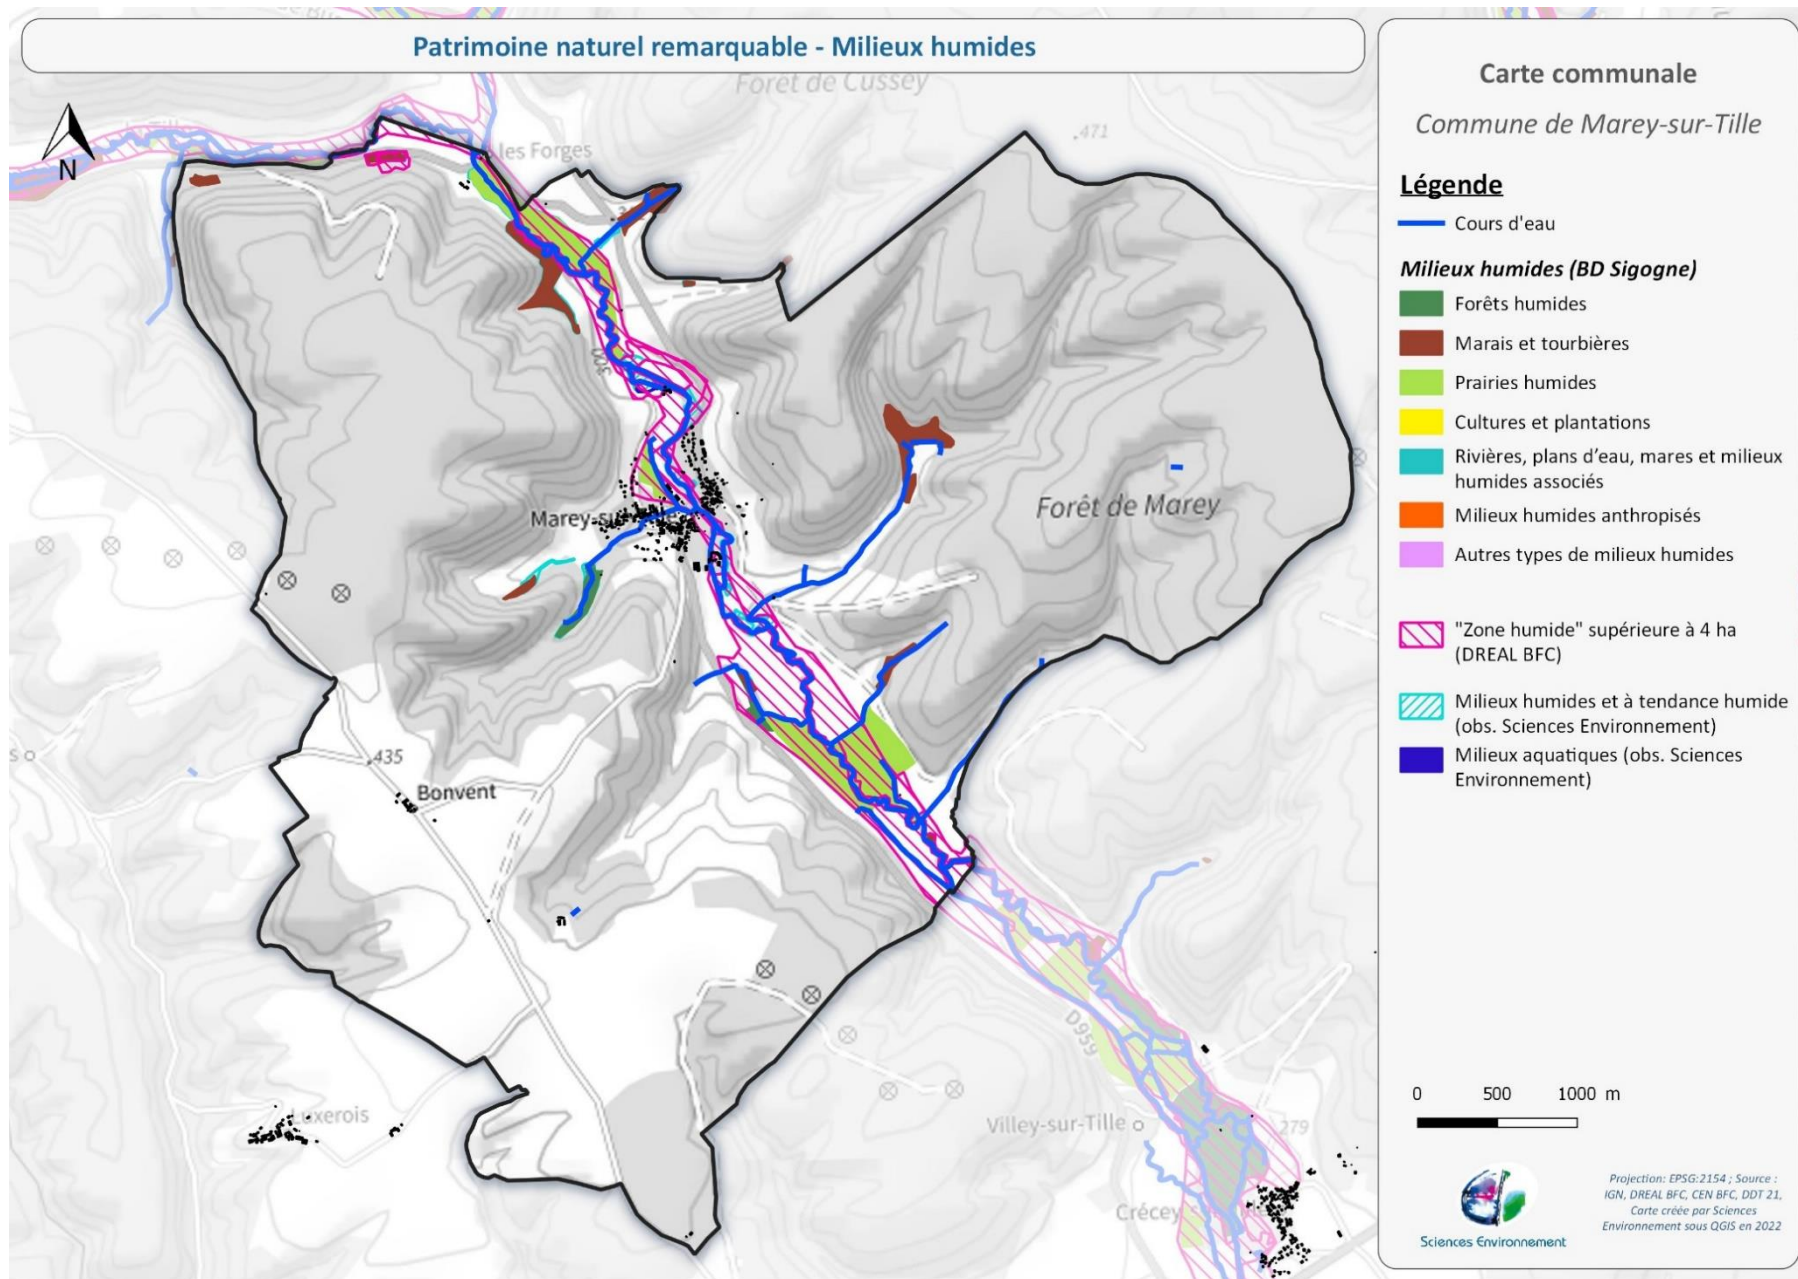 Patrimoine naturel remarquable - Milieux humides
Forêt de Cussey
471
N
les Forges
300
Forêt de Marey
435
Bonvent
D959
Luxerois
Villey-sur-Tille
279
Carte communale
Commune de Marey-sur-Tille
Légende
Cours d'eau
Milieux humides (BD Sigogne)
Forêts humides
Marais et tourbières
Prairies humides
Cultures et plantations
Rivières, plans d'eau, mares et milieux
humides associés
Milieux humides anthropisés
Autres types de milieux humides
"Zone humide" supérieure à 4 ha
(DREAL BFC)
Milieux humides et à tendance humide
(obs. Sciences Environnement)
Milieux aquatiques (obs. Sciences
Environnement)
0 500 1000 m
Sciences Environnement
Projection: EPSG:2154 ; Source :
IGN, DREAL BFC, CEN BFC, DDT 21,
Carte créée par Sciences
Environnement sous QGIS en 2022